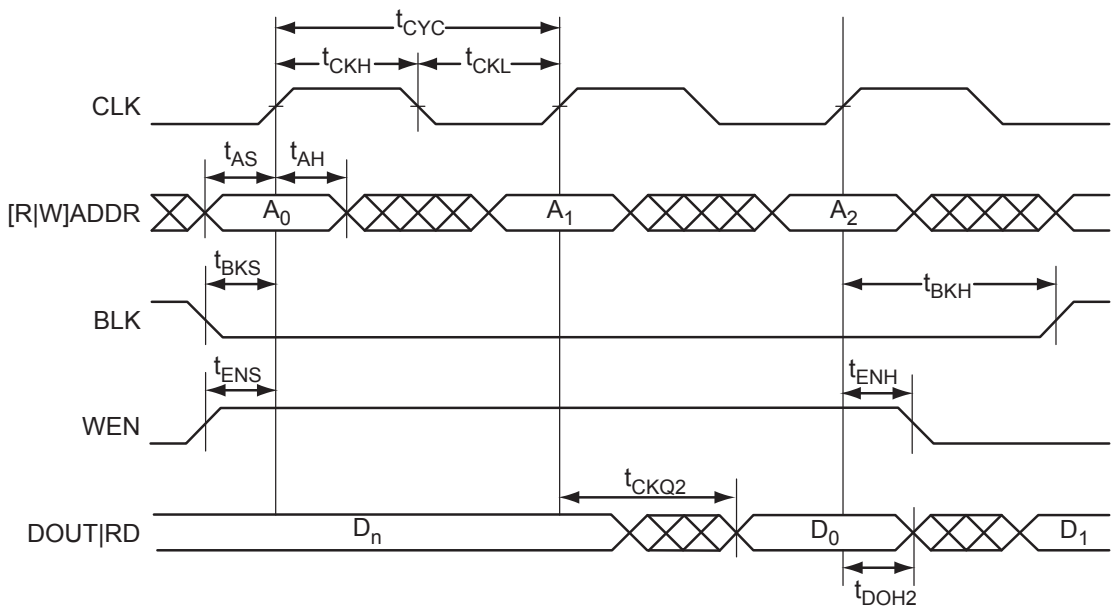 tCYC
tCKH tCKL
CLK
tAS tAH
[R|W]ADDR A0 A1 A2
tBKS tBKH
BLK
tENS tENH
WEN
tCKQ2
DOUT|RD Dn D0 D1
tDOH2